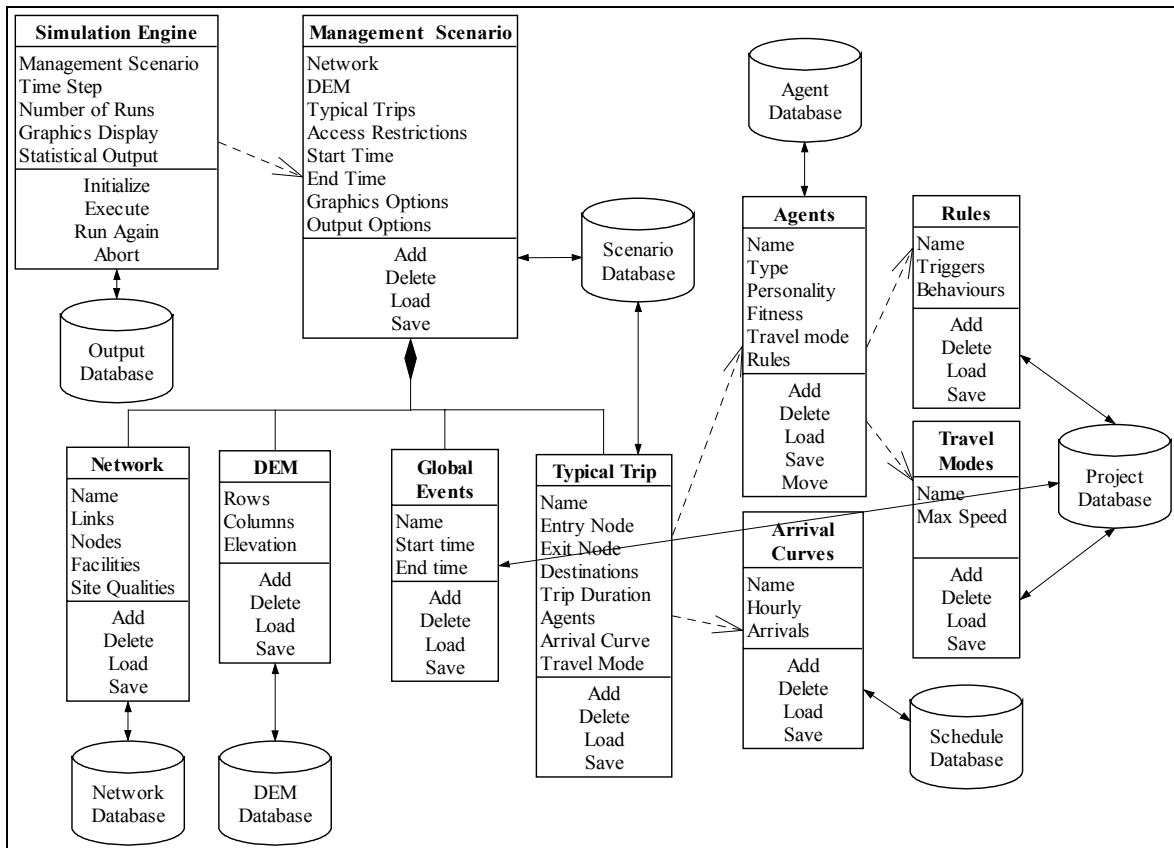 Simulation Engine
Management Scenario
Time Step
Number of Runs
Graphics Display
Statistical Output
Initialize
Execute
Run Again
Abort
Output
Database
Management Scenario
Network
DEM
Typical Trips
Access Restrictions
Start Time
End Time
Graphics Options
Output Options
Add
Delete
Load
Save
Scenario
Database
Agent
Database
Agents
Name
Type
Personality
Fitness
Travel mode
Rules
Add
Delete
Load
Save
Move
Rules
Name
Triggers
Behaviours
Add
Delete
Load
Save
Network
Name
Links
Nodes
Facilities
Site Qualities
Add
Delete
Load
Save
Network
Database
DEM
Rows
Columns
Elevation
Add
Delete
Load
Save
DEM
Database
Global
Events
Name
Start time
End time
Add
Delete
Load
Save
Typical Trip
Name
Entry Node
Exit Node
Destinations
Trip Duration
Agents
Arrival Curve
Travel Mode
Add
Delete
Load
Save
Arrival
Curves
Name
Hourly
Arrivals
Add
Delete
Load
Save
Travel
Modes
Name
Max Speed
Add
Delete
Load
Save
Project
Database
Schedule
Database